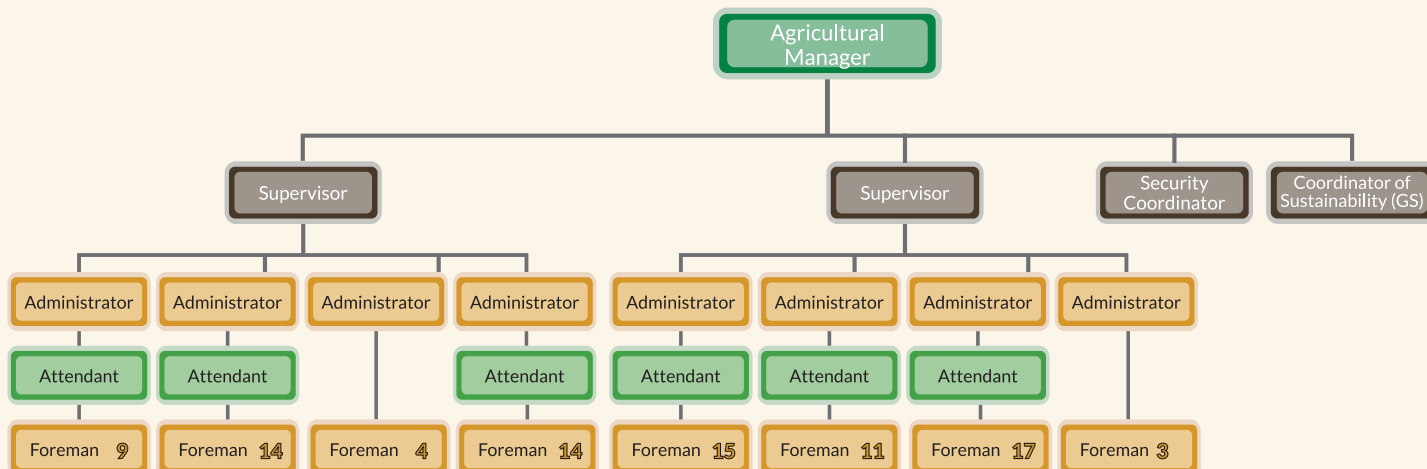 Agricultural
Manager
Supervisor
Supervisor
Security
Coordinator
Coordinator of
Sustainability (GS)
Administrator
Administrator
Administrator
Administrator
Administrator
Administrator
Administrator
Administrator
Attendant
Attendant
Attendant
Attendant
Attendant
Attendant
Foreman 9
Foreman 14
Foreman 4
Foreman 14
Foreman 15
Foreman 11
Foreman 17
Foreman 3